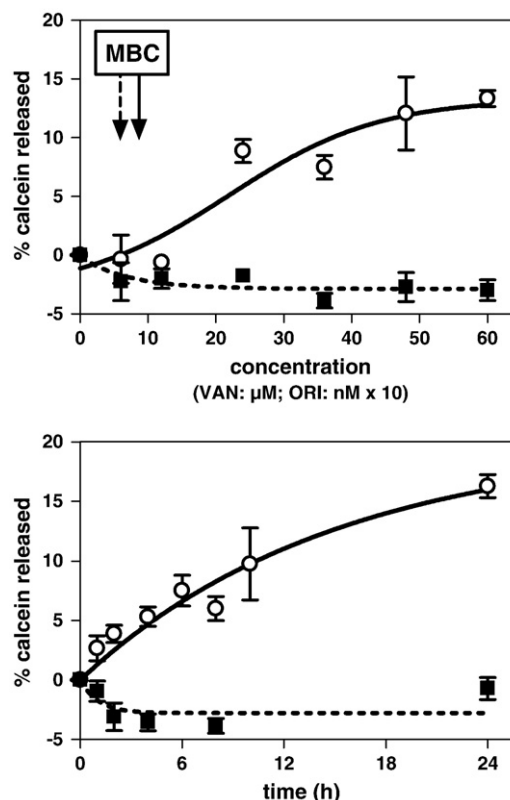 MBC
20
15
10
5
0
-5
% calcein released
0 10 20 30 40 50 60
concentration
(VAN: µM; ORI: nM x 10)
20
15
10
5
0
-5
% calcein released
0 6 12 18 24
time (h)